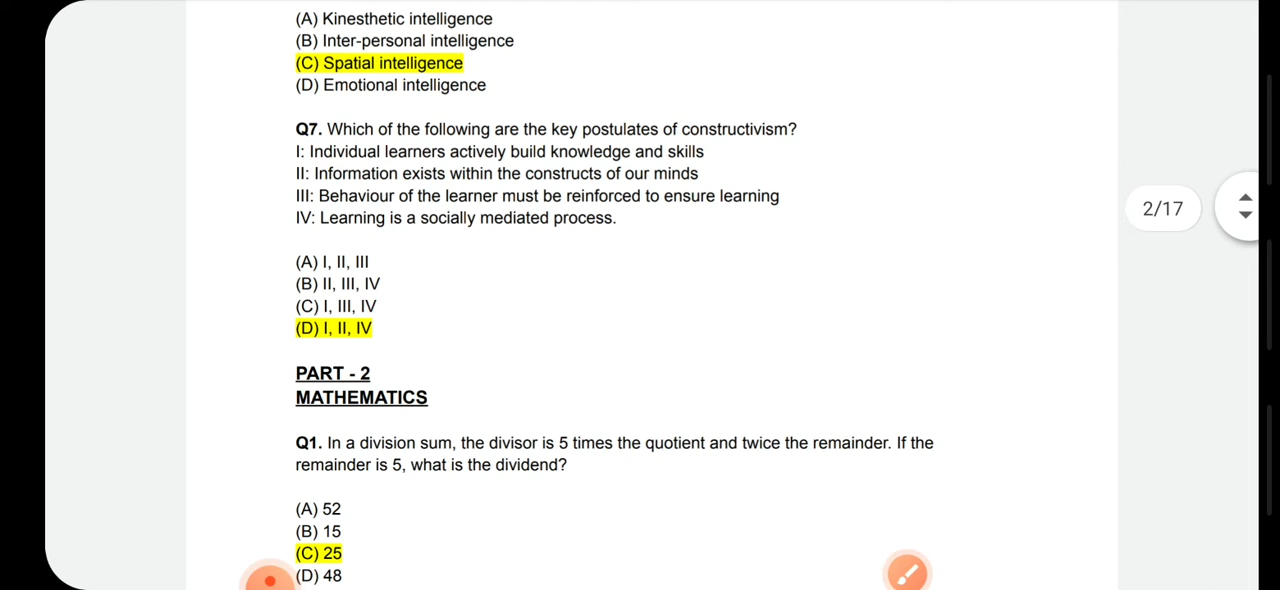 (A) Kinesthetic intelligence
(B) Inter-personal intelligence
(C) Spatial intelligence
(D) Emotional intelligence
Q7. Which of the following are the key postulates of constructivism?
I: Individual learners actively build knowledge and skills
II: Information exists within the constructs of our minds
III: Behaviour of the learner must be reinforced to ensure learning
IV: Learning is a socially mediated process.
2/17
(A) I, II, III
(B) II, III, IV
(C) I, III, IV
(D) I, II, IV
PART - 2
MATHEMATICS
Q1. In a division sum, the divisor is 5 times the quotient and twice the remainder. If the
remainder is 5, what is the dividend?
(A) 52
(B) 15
(C) 25
(D) 48